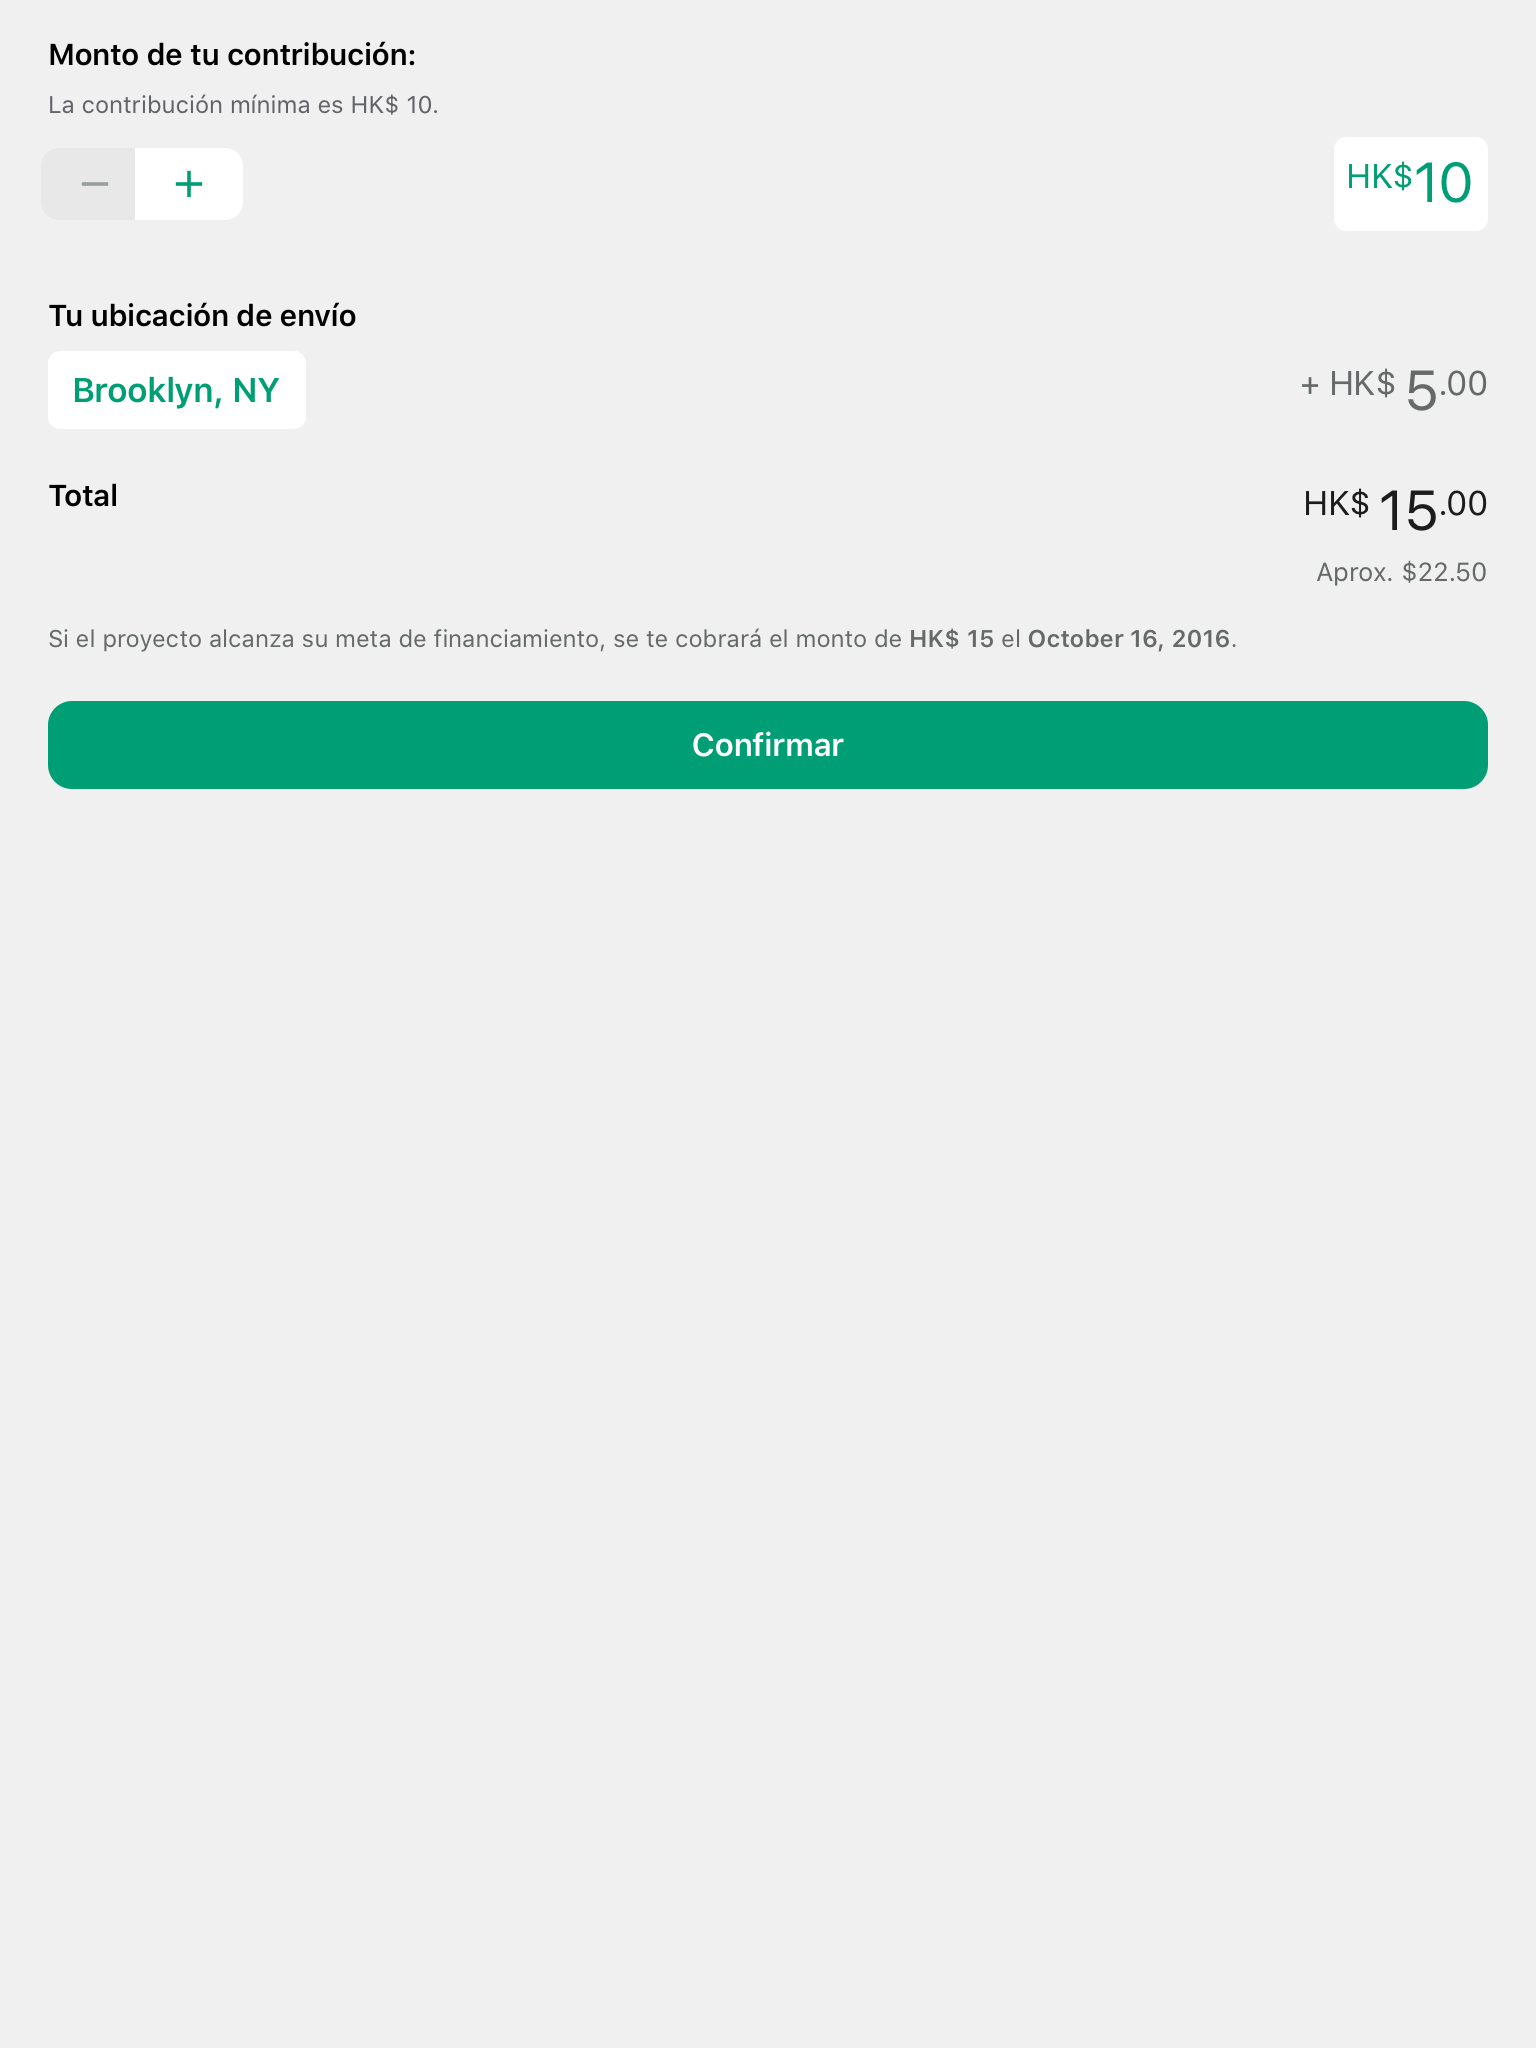 Monto de tu contribución:
La contribución mínima es HK$ 10.
HK$10
Tu ubicación de envío
Brooklyn, NY
+ HK$ 5.00
Total
HK$ 15.00
Aprox. $22.50
Si el proyecto alcanza su meta de financiamiento, se te cobrará el monto de HK$ 15 el October 16, 2016.
Confirmar